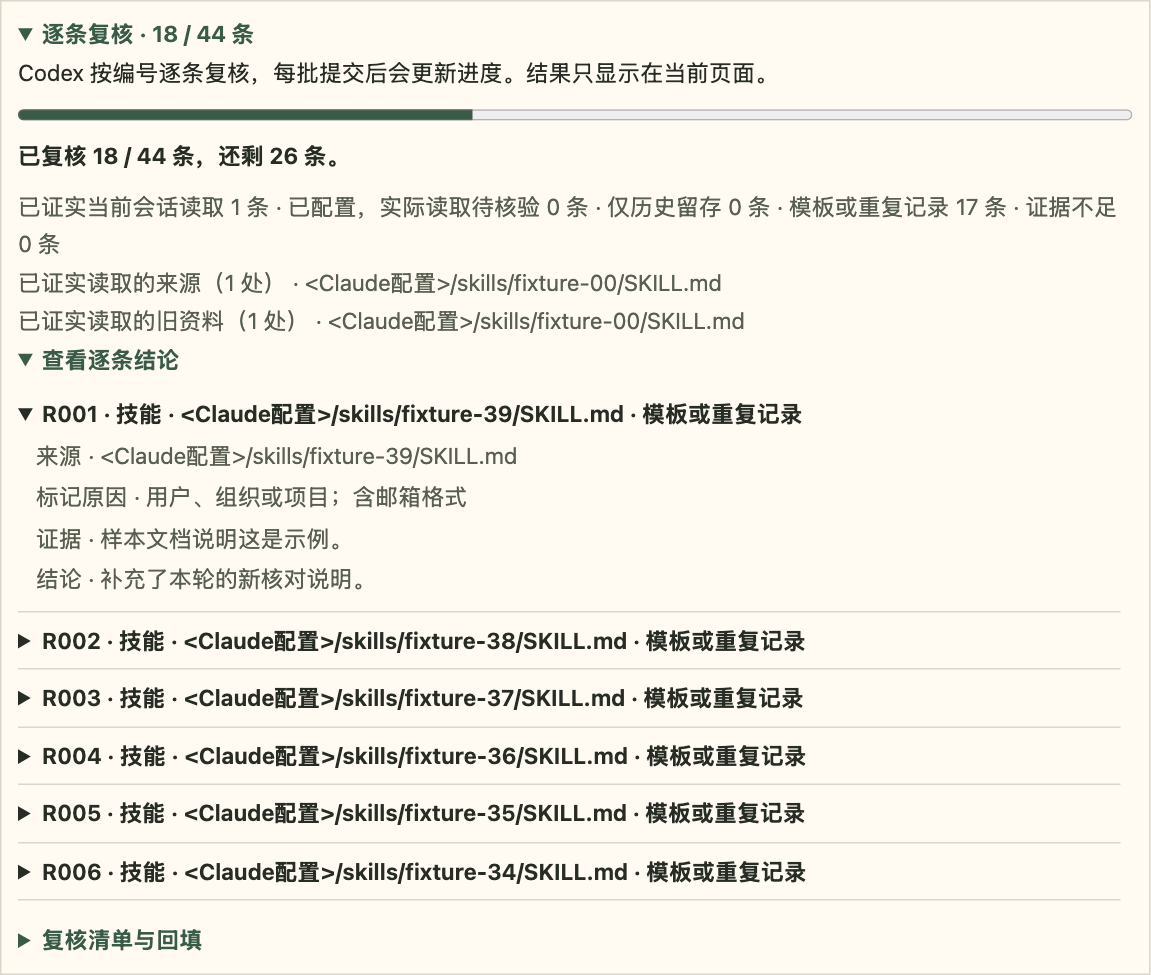 ▼ 逐条复核 · 18 / 44 条
Codex 按编号逐条复核，每批提交后会更新进度。结果只显示在当前页面。
已复核 18 / 44 条，还剩 26 条。
已证实当前会话读取 1 条 · 已配置，实际读取待核验 0 条 · 仅历史留存 0 条 · 模板或重复记录 17 条 · 证据不足
0 条
已证实读取的来源（1 处） · <Claude配置>/skills/fixture-00/SKILL.md
已证实读取的旧资料（1 处） · <Claude配置>/skills/fixture-00/SKILL.md
▼ 查看逐条结论
▼ R001 · 技能 · <Claude配置>/skills/fixture-39/SKILL.md · 模板或重复记录
来源 · <Claude配置>/skills/fixture-39/SKILL.md
标记原因 · 用户、组织或项目；含邮箱格式
证据 · 样本文档说明这是示例。
结论 · 补充了本轮的新核对说明。
▶ R002 · 技能 · <Claude配置>/skills/fixture-38/SKILL.md · 模板或重复记录
▶ R003 · 技能 · <Claude配置>/skills/fixture-37/SKILL.md · 模板或重复记录
▶ R004 · 技能 · <Claude配置>/skills/fixture-36/SKILL.md · 模板或重复记录
▶ R005 · 技能 · <Claude配置>/skills/fixture-35/SKILL.md · 模板或重复记录
▶ R006 · 技能 · <Claude配置>/skills/fixture-34/SKILL.md · 模板或重复记录
▶ 复核清单与回填